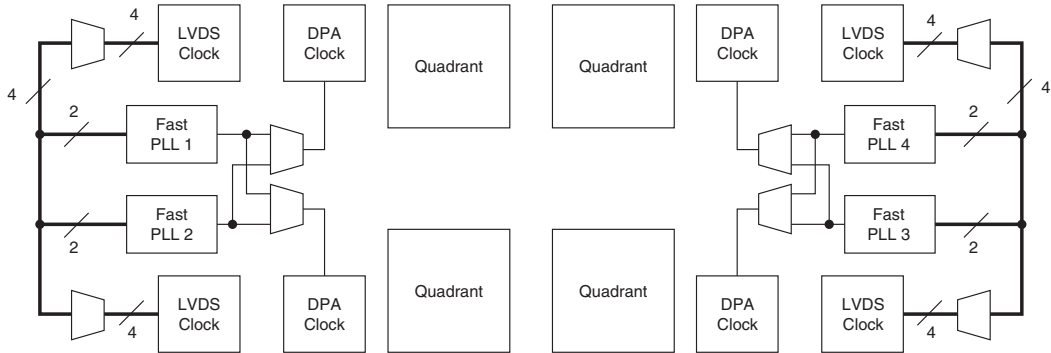 4
LVDS
Clock
DPA
Clock
Quadrant
Quadrant
DPA
Clock
LVDS
Clock
4
4
2
Fast
PLL 1
Fast
PLL 4
2
4
2
Fast
PLL 2
Fast
PLL 3
2
4
LVDS
Clock
DPA
Clock
Quadrant
Quadrant
DPA
Clock
LVDS
Clock
4